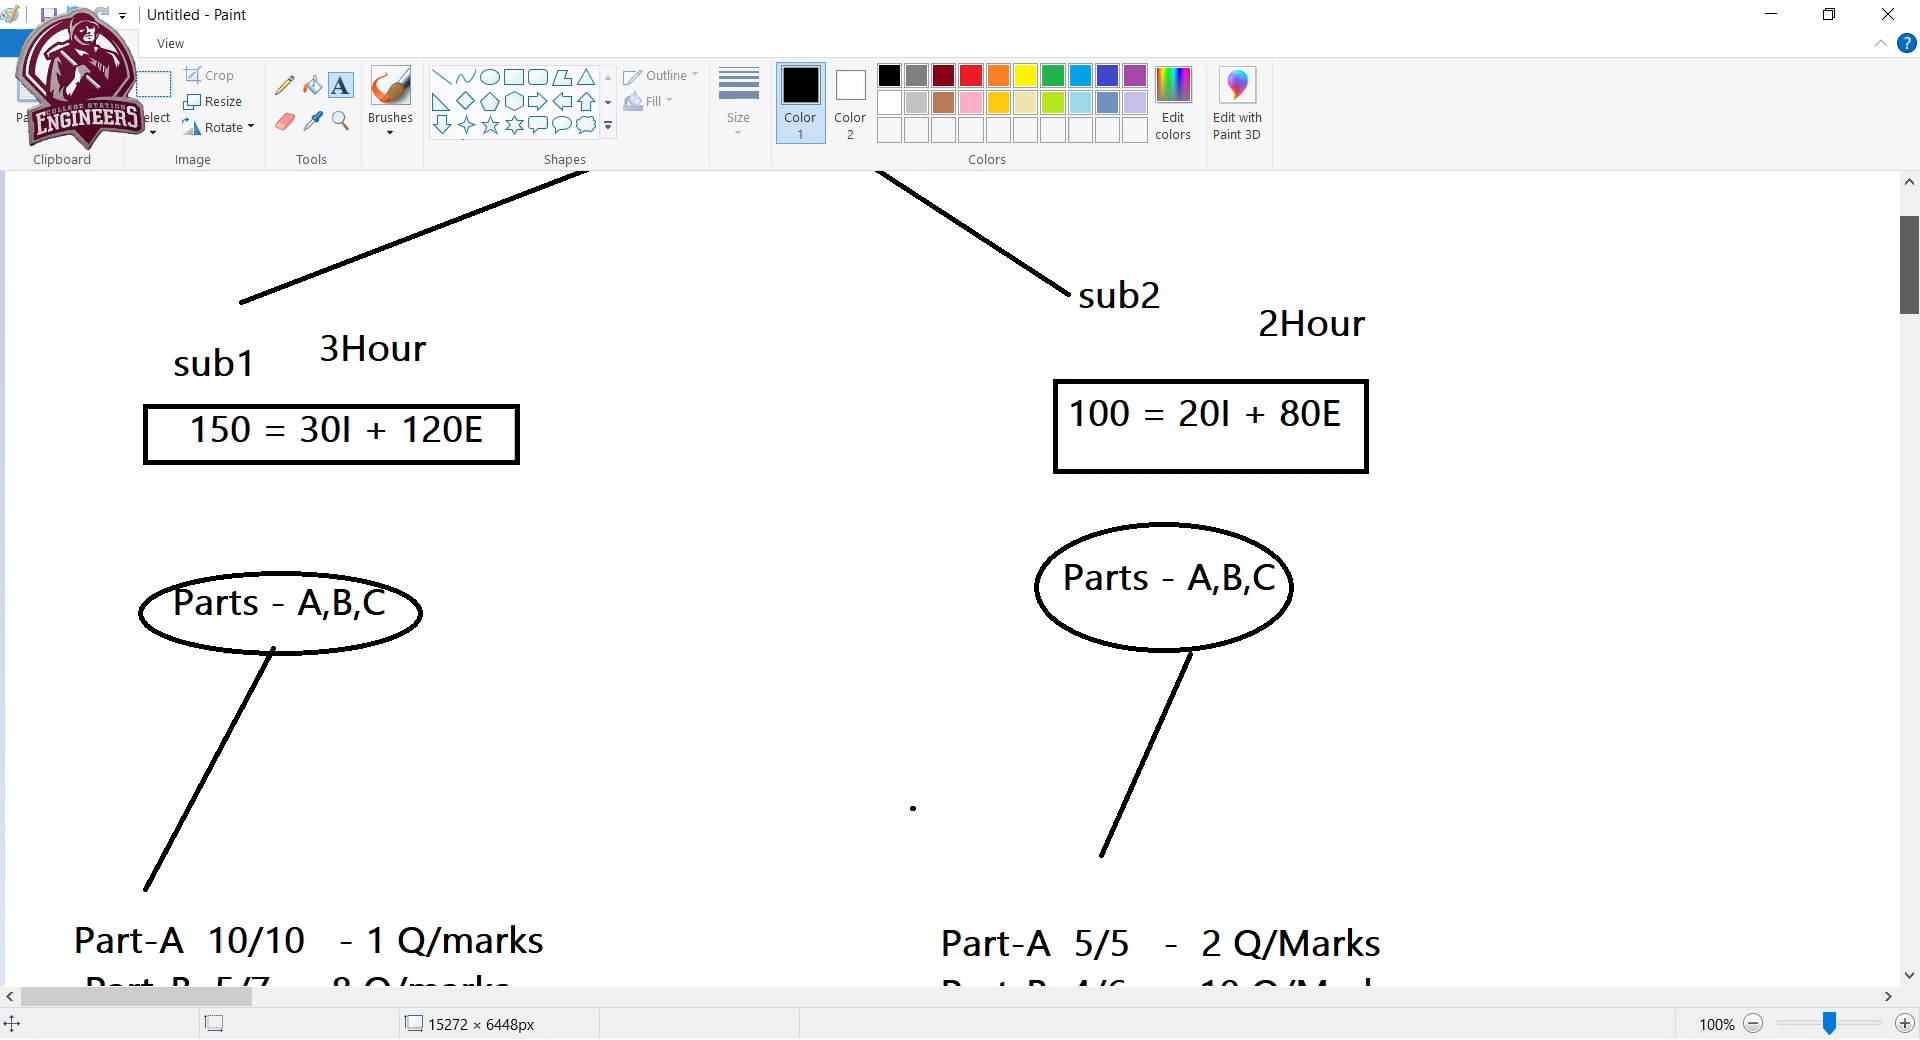 Untitled - Paint
View
Crop
Resize
Rotate
Outline
Fill
Brushes
Size
Color 1
Color 2
Edit colors
Edit with Paint 3D
Clipboard
Image
Tools
Shapes
Colors
COLLEGE STATION
ENGINEERS
sub1
3Hour
150 = 30I + 120E
Parts - A,B,C
Part-A 10/10 - 1 Q/marks
sub2
2Hour
100 = 20I + 80E
Parts - A,B,C
Part-A 5/5 - 2 Q/Marks
15272 × 6448px
100%